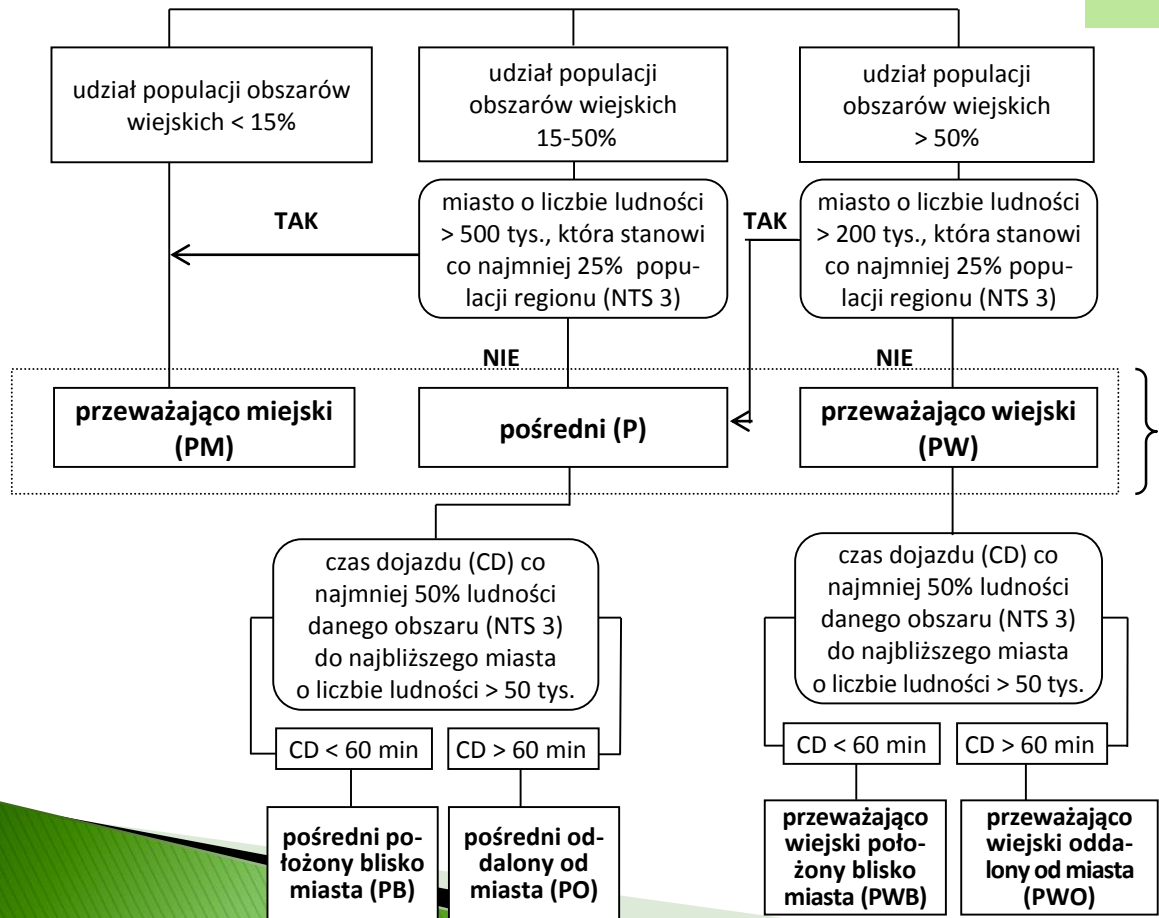 udział populacji obszarów
wiejskich < 15%
udział populacji
obszarów wiejskich
15-50%
udział populacji
obszarów wiejskich
> 50%
TAK
miasto o liczbie ludności
> 500 tys., która stanowi
co najmniej 25% popu-
lacji regionu (NTS 3)
TAK
miasto o liczbie ludności
> 200 tys., która stanowi
co najmniej 25% popu-
lacji regionu (NTS 3)
NIE
NIE
przeważająco miejski
(PM)
pośredni (P)
przeważająco wiejski
(PW)
czas dojazdu (CD) co
najmniej 50% ludności
danego obszaru (NTS 3)
do najbliższego miasta
o liczbie ludności > 50 tys.
czas dojazdu (CD) co
najmniej 50% ludności
danego obszaru (NTS 3)
do najbliższego miasta
o liczbie ludności > 50 tys.
CD < 60 min
CD > 60 min
CD < 60 min
CD > 60 min
pośredni po-
łożony blisko
miasta (PB)
pośredni od-
dalony od
miasta (PO)
przeważająco
wiejski poło-
żony blisko
miasta (PWB)
przeważająco
wiejski odda-
lony od miasta
(PWO)